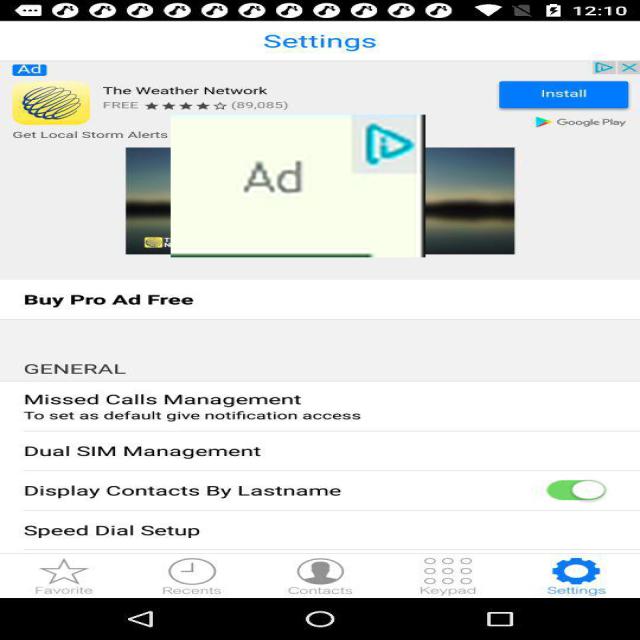 12:10
Settings
Ad
The Weather Network
FREE ★★★★☆ (89,085)
Install
Google Play
Get Local Storm Alerts
Ad
Buy Pro Ad Free
GENERAL
Missed Calls Management
To set as default give notification access
Dual SIM Management
Display Contacts By Lastname
Speed Dial Setup
Favorite
Recents
Contacts
Keypad
Settings